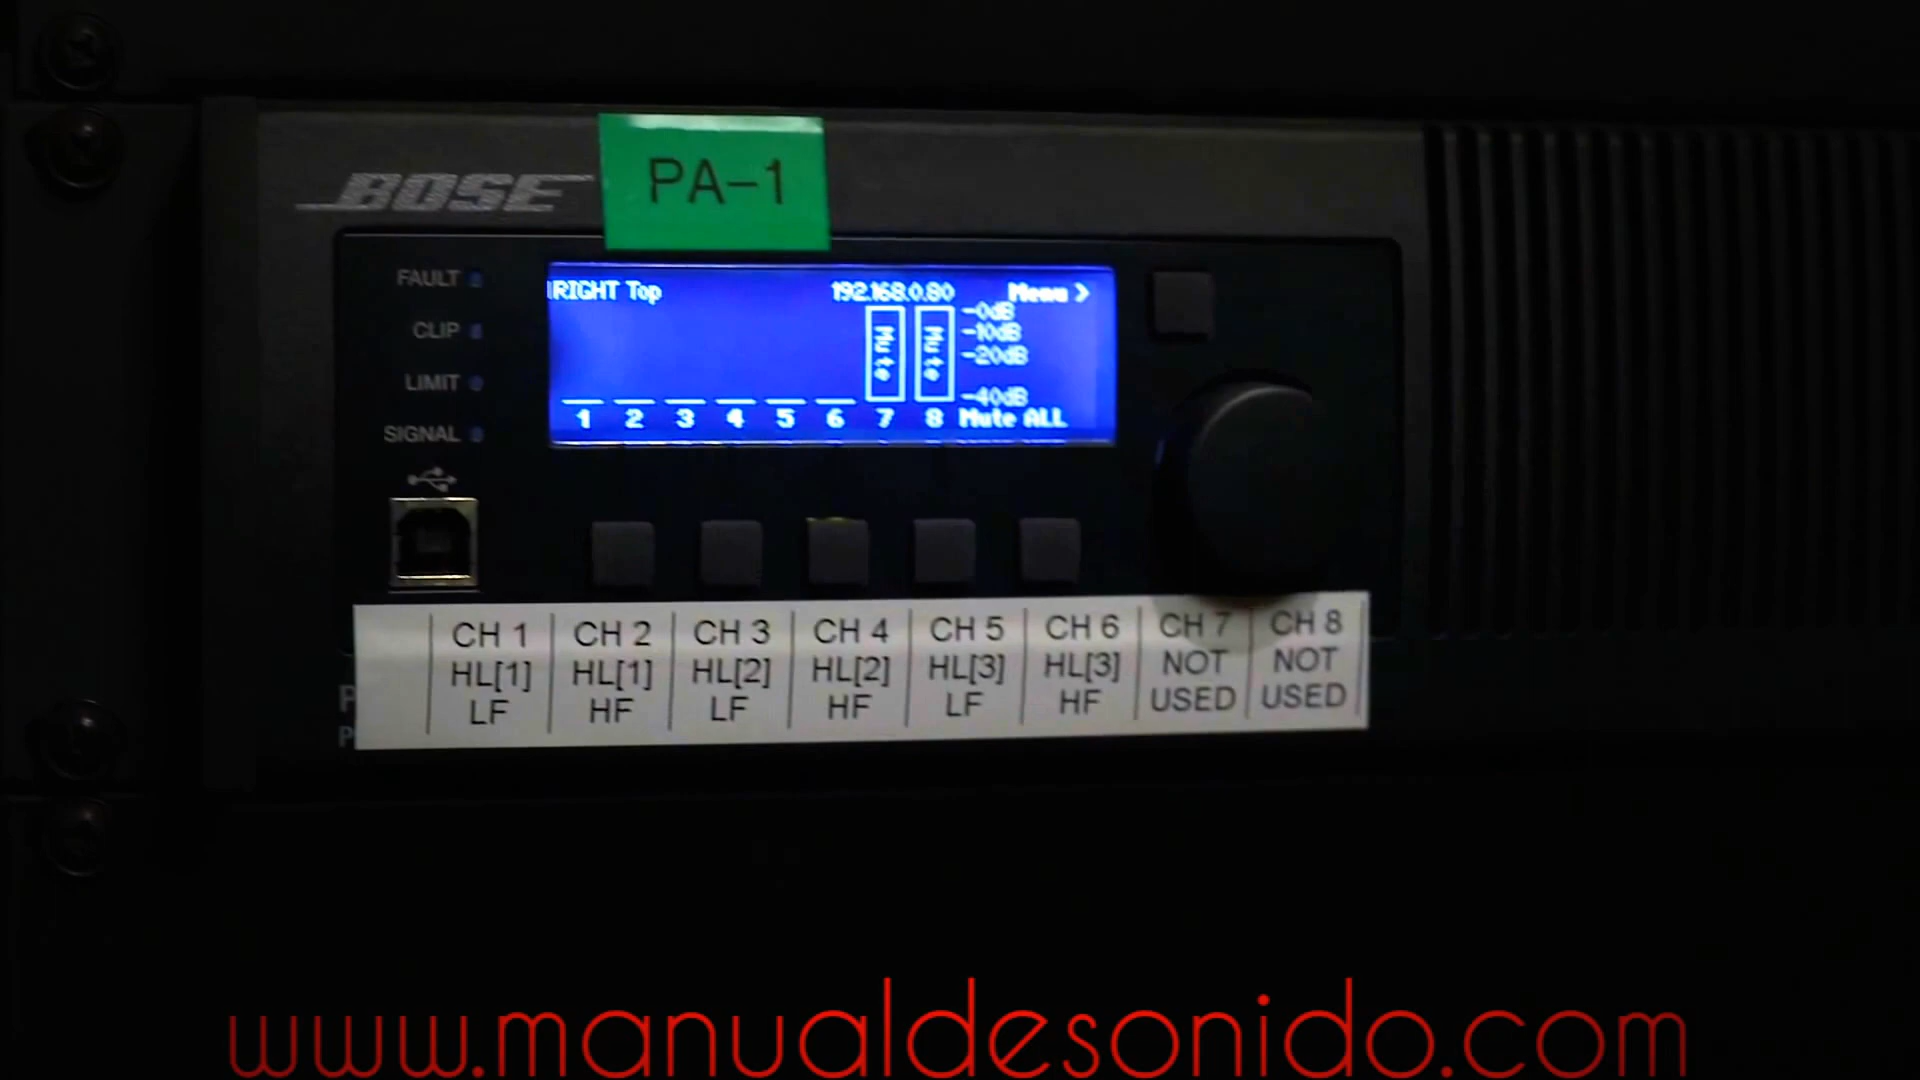 BOSE
PA-1
FAULT
CLIP
LIMIT
SIGNAL
RIGHT Top 192.168.0.80 Menu >
Mute Mute
-0dB
-10dB
-20dB
-40dB
1 2 3 4 5 6 7 8 Mute ALL
CH 1 CH 2 CH 3 CH 4 CH 5 CH 6 CH 7 CH 8
HL[1] HL[1] HL[2] HL[2] HL[3] HL[3] NOT NOT
LF HF LF HF LF HF USED USED
www.manualdesonido.com